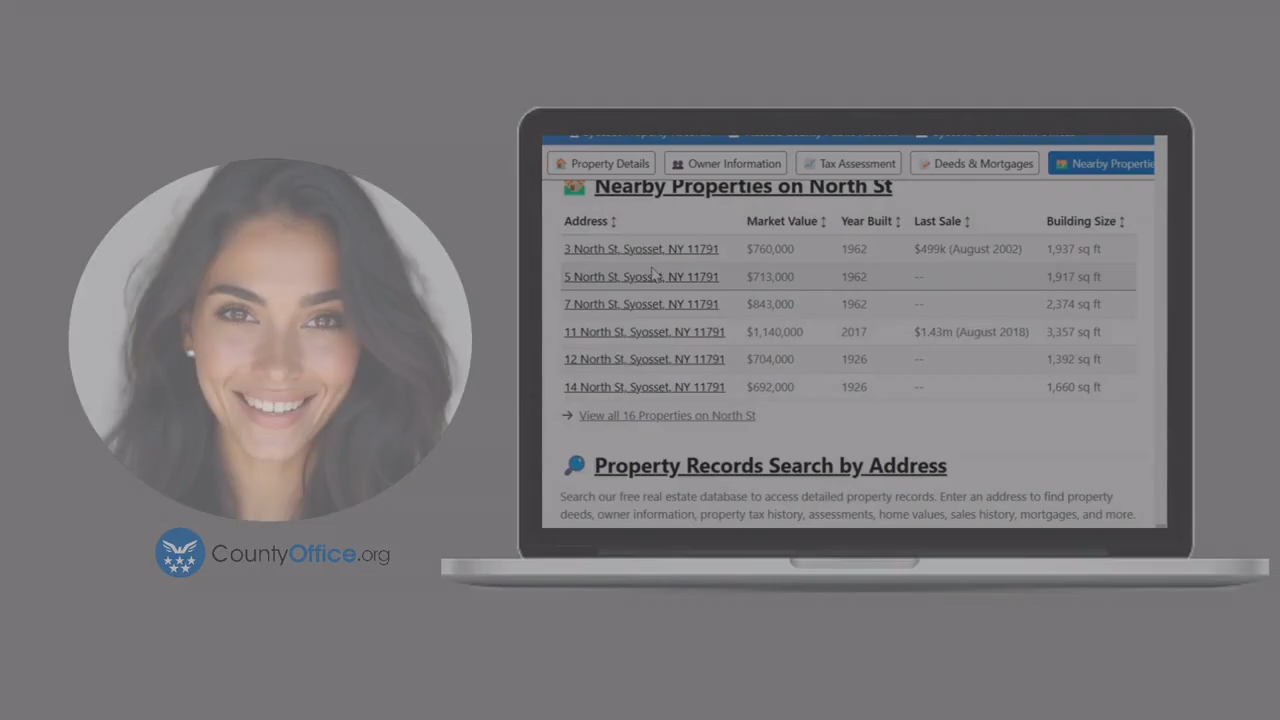 Property Details Owner Information Tax Assessment Deeds & Mortgages Nearby Propertie
Nearby Properties on North St
Address Market Value Year Built Last Sale Building Size
3 North St, Syosset, NY 11791 $760,000 1962 $499k (August 2002) 1,937 sq ft
5 North St, Syosset, NY 11791 $713,000 1962 -- 1,917 sq ft
7 North St, Syosset, NY 11791 $843,000 1962 -- 2,374 sq ft
11 North St, Syosset, NY 11791 $1,140,000 2017 $1.43m (August 2018) 3,357 sq ft
12 North St, Syosset, NY 11791 $704,000 1926 -- 1,392 sq ft
14 North St, Syosset, NY 11791 $692,000 1926 -- 1,660 sq ft
→ View all 16 Properties on North St
Property Records Search by Address
Search our free real estate database to access detailed property records. Enter an address to find property
deeds, owner information, property tax history, assessments, home values, sales history, mortgages, and more.
CountyOffice.org